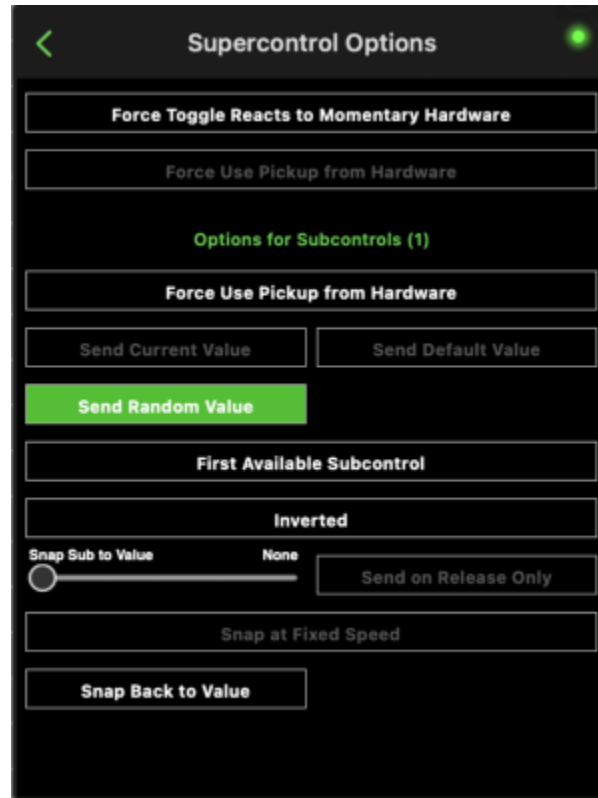 Supercontrol Options
Force Toggle Reacts to Momentary Hardware
Force Use Pickup from Hardware
Options for Subcontrols (1)
Force Use Pickup from Hardware
Send Current Value
Send Default Value
Send Random Value
First Available Subcontrol
Inverted
Snap Sub to Value
None
Send on Release Only
Snap at Fixed Speed
Snap Back to Value